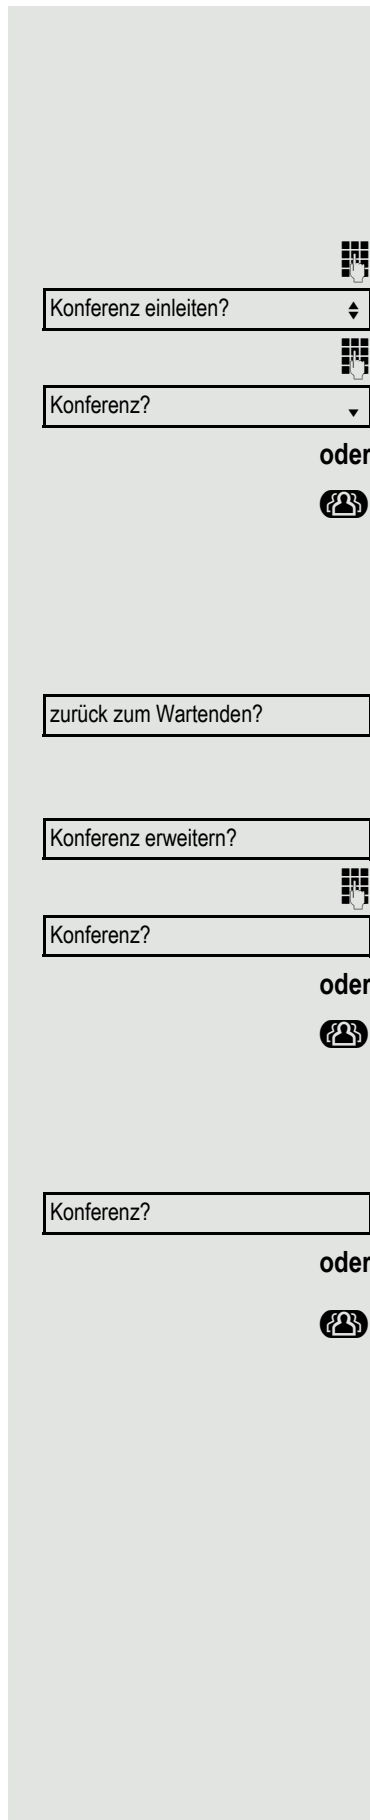 Konferenz einleiten?
Konferenz?
oder
zurück zum Wartenden?
Konferenz erweitern?
Konferenz?
oder
Konferenz?
oder